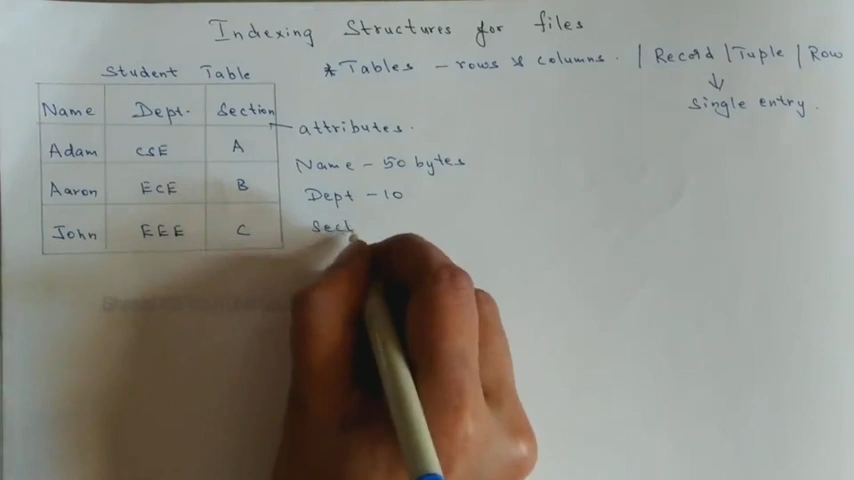 Indexing Structures for files
Student Table
* Tables - rows & columns. | Record | Tuple | Row
single entry.
Name Dept. Section
attributes.
Adam CSE A
Aaron ECE B
John EEE C
Name - 50 bytes
Dept - 10
Sect